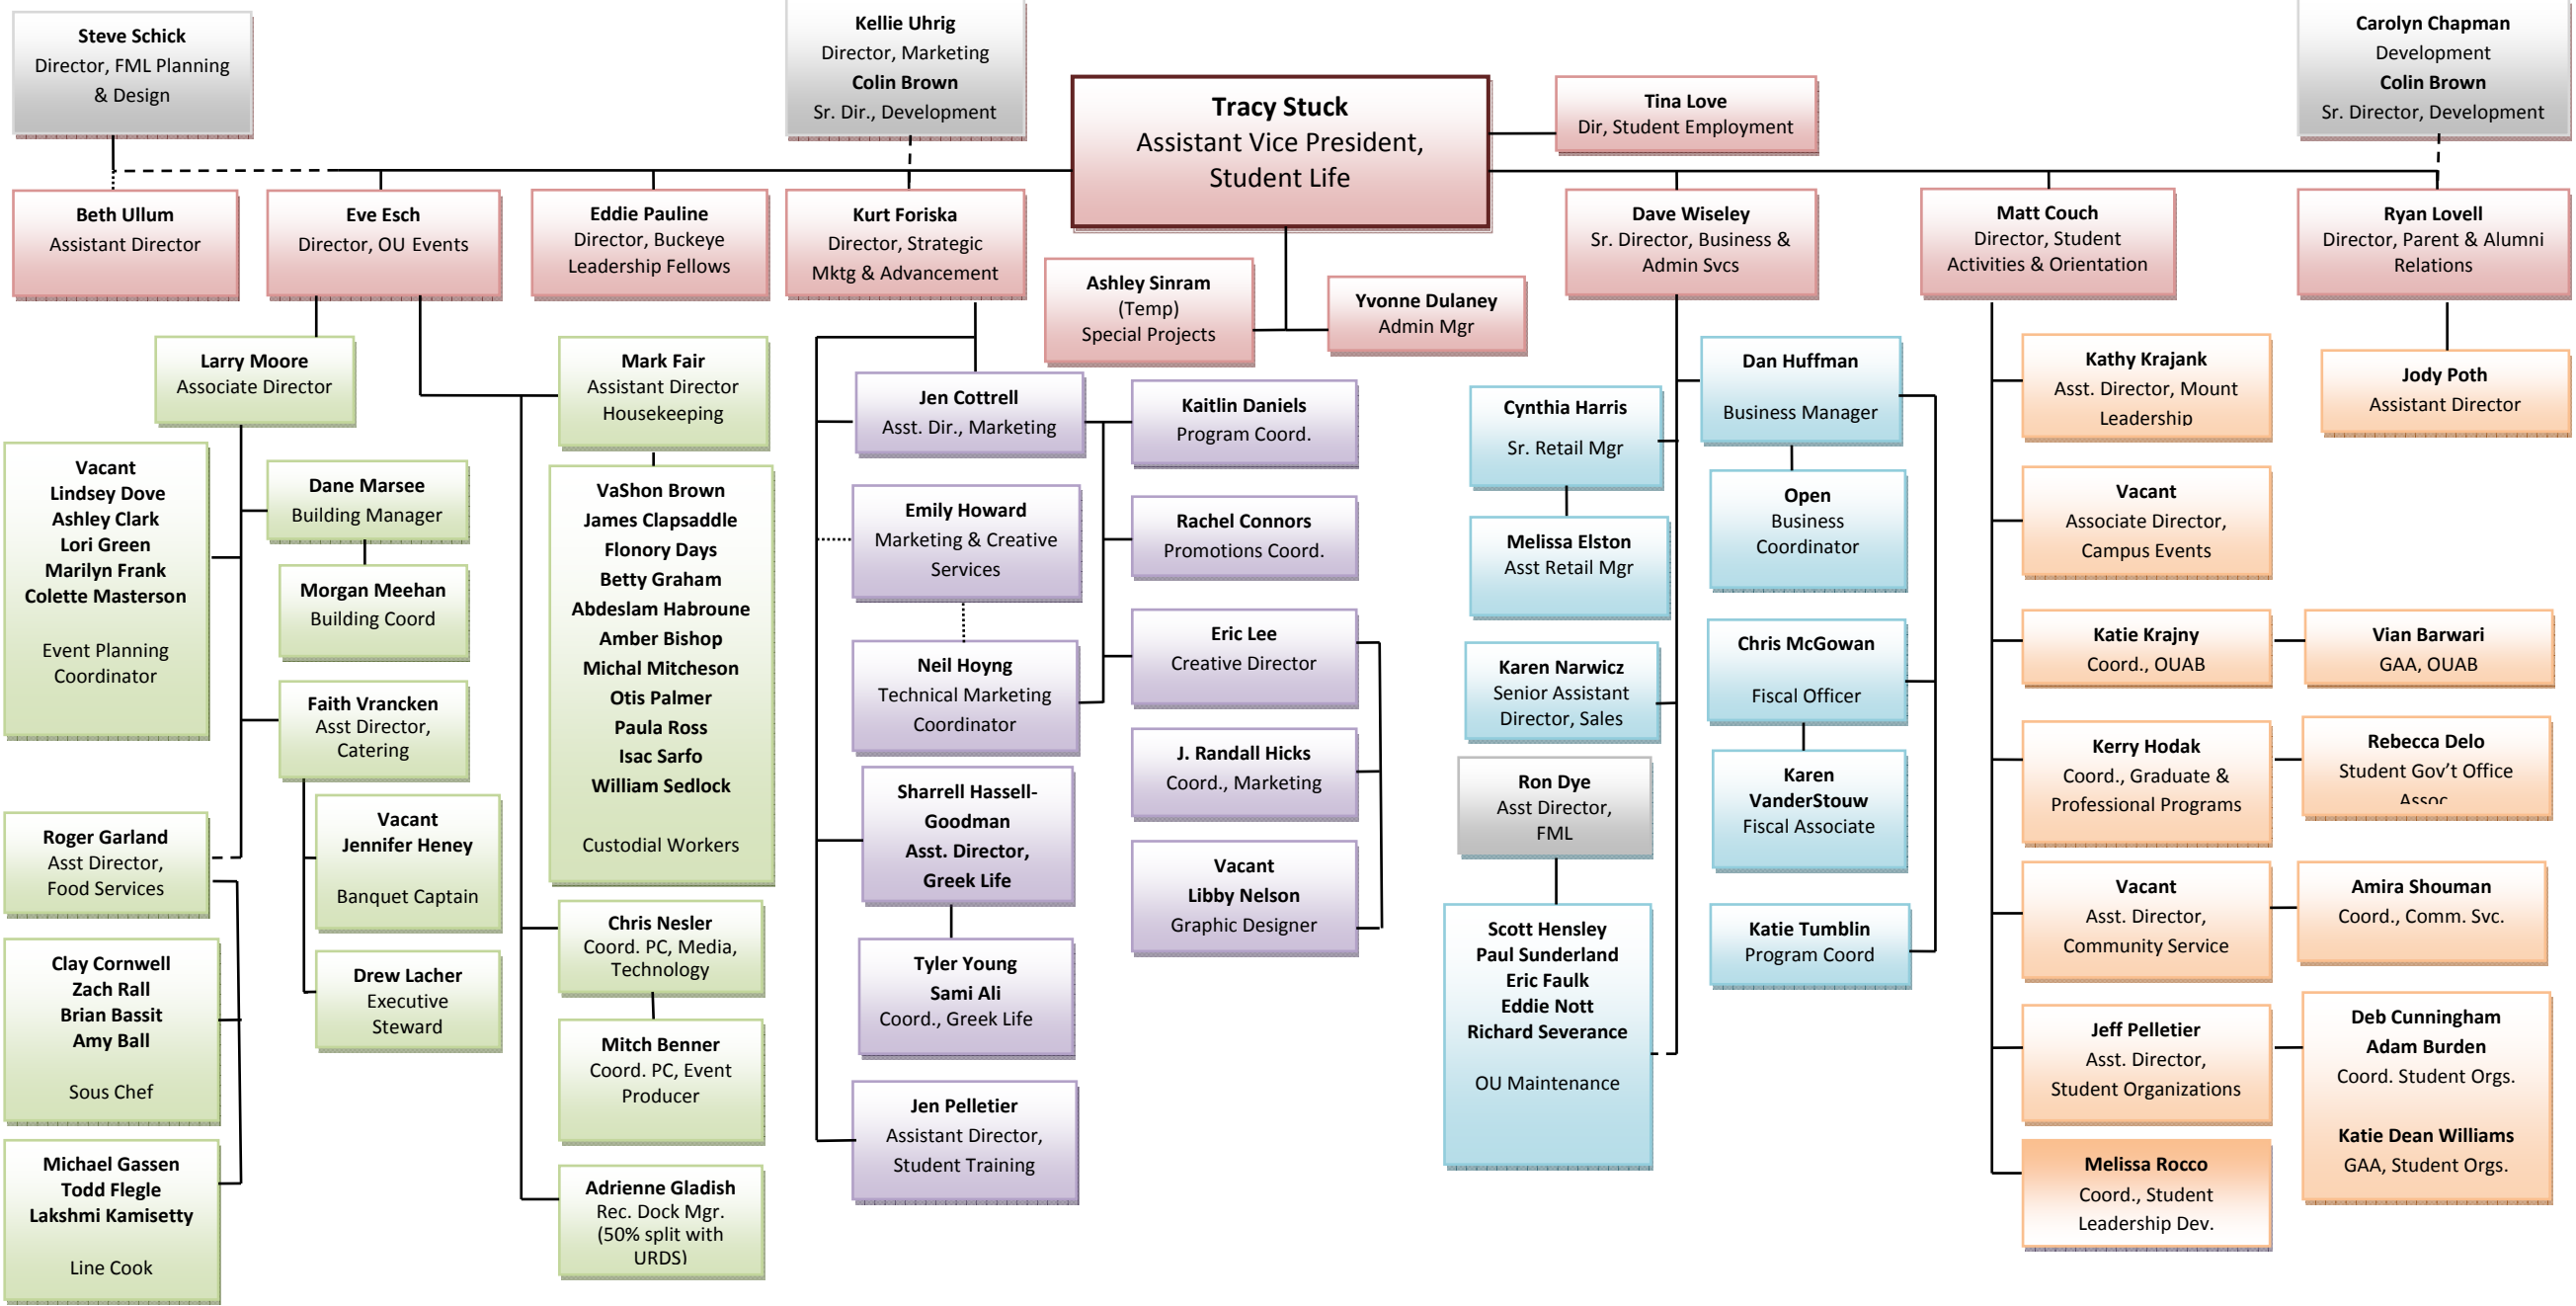 Steve Schick
Director, FML Planning
& Design
Kellie Uhrig
Director, Marketing
Colin Brown
Sr. Dir., Development
Carolyn Chapman
Development
Colin Brown
Sr. Director, Development
Tracy Stuck
Assistant Vice President,
Student Life
Tina Love
Dir, Student Employment
Beth Ullum
Assistant Director
Eve Esch
Director, OU Events
Eddie Pauline
Director, Buckeye
Leadership Fellows
Kurt Foriska
Director, Strategic
Mktg & Advancement
Ashley Sinram
(Temp)
Special Projects
Yvonne Dulaney
Admin Mgr
Dave Wiseley
Sr. Director, Business &
Admin Svcs
Matt Couch
Director, Student
Activities & Orientation
Ryan Lovell
Director, Parent & Alumni
Relations
Larry Moore
Associate Director
Vacant
Lindsey Dove
Ashley Clark
Lori Green
Marilyn Frank
Colette Masterson
Event Planning
Coordinator
Dane Marsee
Building Manager
Morgan Meehan
Building Coord
Faith Vrancken
Asst Director,
Catering
Vacant
Jennifer Heney
Banquet Captain
Drew Lacher
Executive
Steward
Roger Garland
Asst Director,
Food Services
Clay Cornwell
Zach Rall
Brian Bassit
Amy Ball
Sous Chef
Michael Gassen
Todd Flegle
Lakshmi Kamisetty
Line Cook
Mark Fair
Assistant Director
Housekeeping
VaShon Brown
James Clapsaddle
Flonory Days
Betty Graham
Abdeslam Habroune
Amber Bishop
Michal Mitcheson
Otis Palmer
Paula Ross
Isac Sarfo
William Sedlock
Custodial Workers
Chris Nesler
Coord. PC, Media,
Technology
Mitch Benner
Coord. PC, Event
Producer
Adrienne Gladish
Rec. Dock Mgr.
(50% split with
URDS)
Jen Cottrell
Asst. Dir., Marketing
Emily Howard
Marketing & Creative
Services
Neil Hoyng
Technical Marketing
Coordinator
Sharrell Hassell-
Goodman
Asst. Director,
Greek Life
Tyler Young
Sami Ali
Coord., Greek Life
Jen Pelletier
Assistant Director,
Student Training
Kaitlin Daniels
Program Coord.
Rachel Connors
Promotions Coord.
Eric Lee
Creative Director
J. Randall Hicks
Coord., Marketing
Vacant
Libby Nelson
Graphic Designer
Cynthia Harris
Sr. Retail Mgr
Melissa Elston
Asst Retail Mgr
Karen Narwicz
Senior Assistant
Director, Sales
Ron Dye
Asst Director,
FML
Scott Hensley
Paul Sunderland
Eric Faulk
Eddie Nott
Richard Severance
OU Maintenance
Dan Huffman
Business Manager
Open
Business
Coordinator
Chris McGowan
Fiscal Officer
Karen
VanderStouw
Fiscal Associate
Katie Tumblin
Program Coord
Kathy Krajank
Asst. Director, Mount
Leadership
Vacant
Associate Director,
Campus Events
Katie Krajny
Coord., OUAB
Vian Barwari
GAA, OUAB
Kerry Hodak
Coord., Graduate &
Professional Programs
Rebecca Delo
Student Gov't Office
Assoc
Vacant
Asst. Director,
Community Service
Amira Shouman
Coord., Comm. Svc.
Jeff Pelletier
Asst. Director,
Student Organizations
Deb Cunningham
Adam Burden
Coord. Student Orgs.
Katie Dean Williams
GAA, Student Orgs.
Melissa Rocco
Coord., Student
Leadership Dev.
Jody Poth
Assistant Director